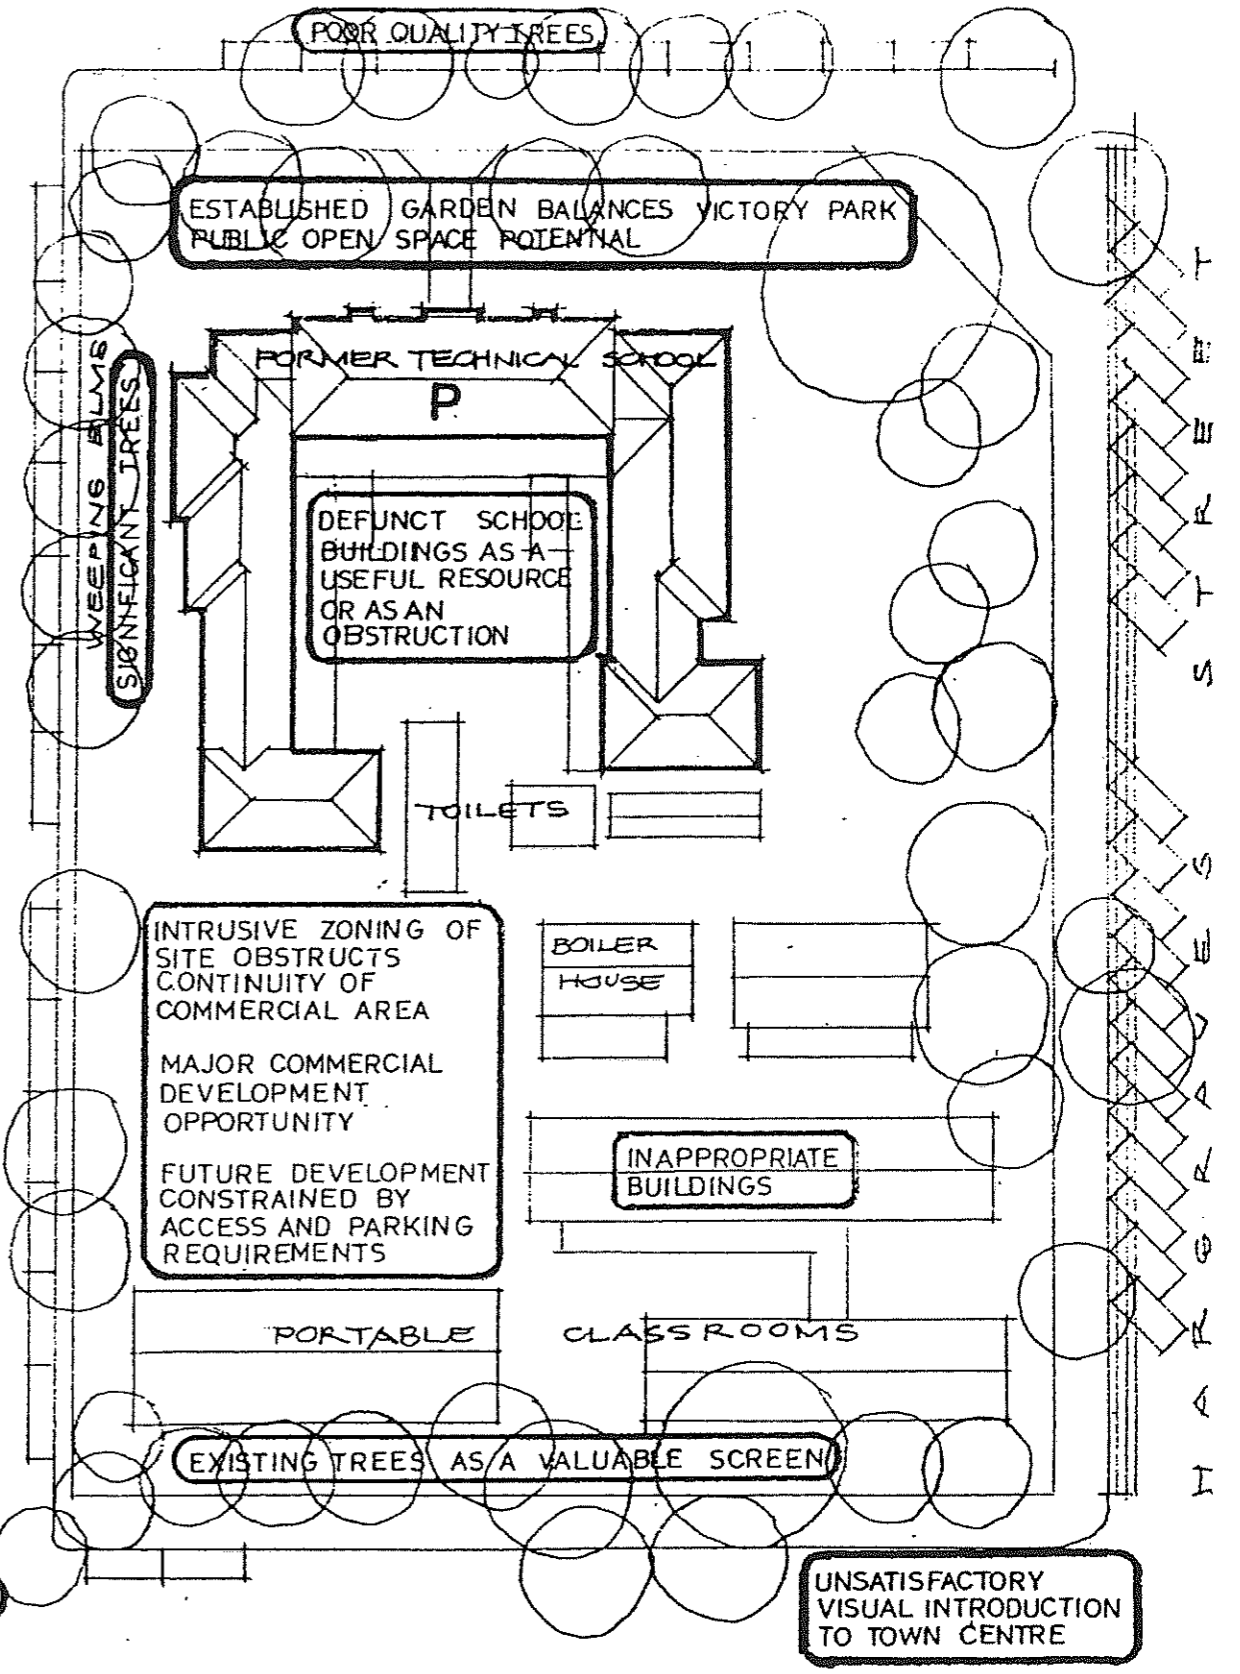 POOR QUALITY TREES
ESTABLISHED GARDEN BALANCES VICTORY PARK
PUBLIC OPEN SPACE POTENTIAL
FORMER TECHNICAL SCHOOL
P
WEEPING ELMS
SIGNIFICANT TREES
DEFUNCT SCHOOL
BUILDINGS AS A
USEFUL RESOURCE
OR AS AN
OBSTRUCTION
TOILETS
INTRUSIVE ZONING OF
SITE OBSTRUCTS
CONTINUITY OF
COMMERCIAL AREA
MAJOR COMMERCIAL
DEVELOPMENT
OPPORTUNITY
FUTURE DEVELOPMENT
CONSTRAINED BY
ACCESS AND PARKING
REQUIREMENTS
BOILER
HOUSE
INAPPROPRIATE
BUILDINGS
PORTABLE CLASSROOMS
EXISTING TREES AS A VALUABLE SCREEN
HARGRAVES STREET
UNSATISFACTORY
VISUAL INTRODUCTION
TO TOWN CENTRE